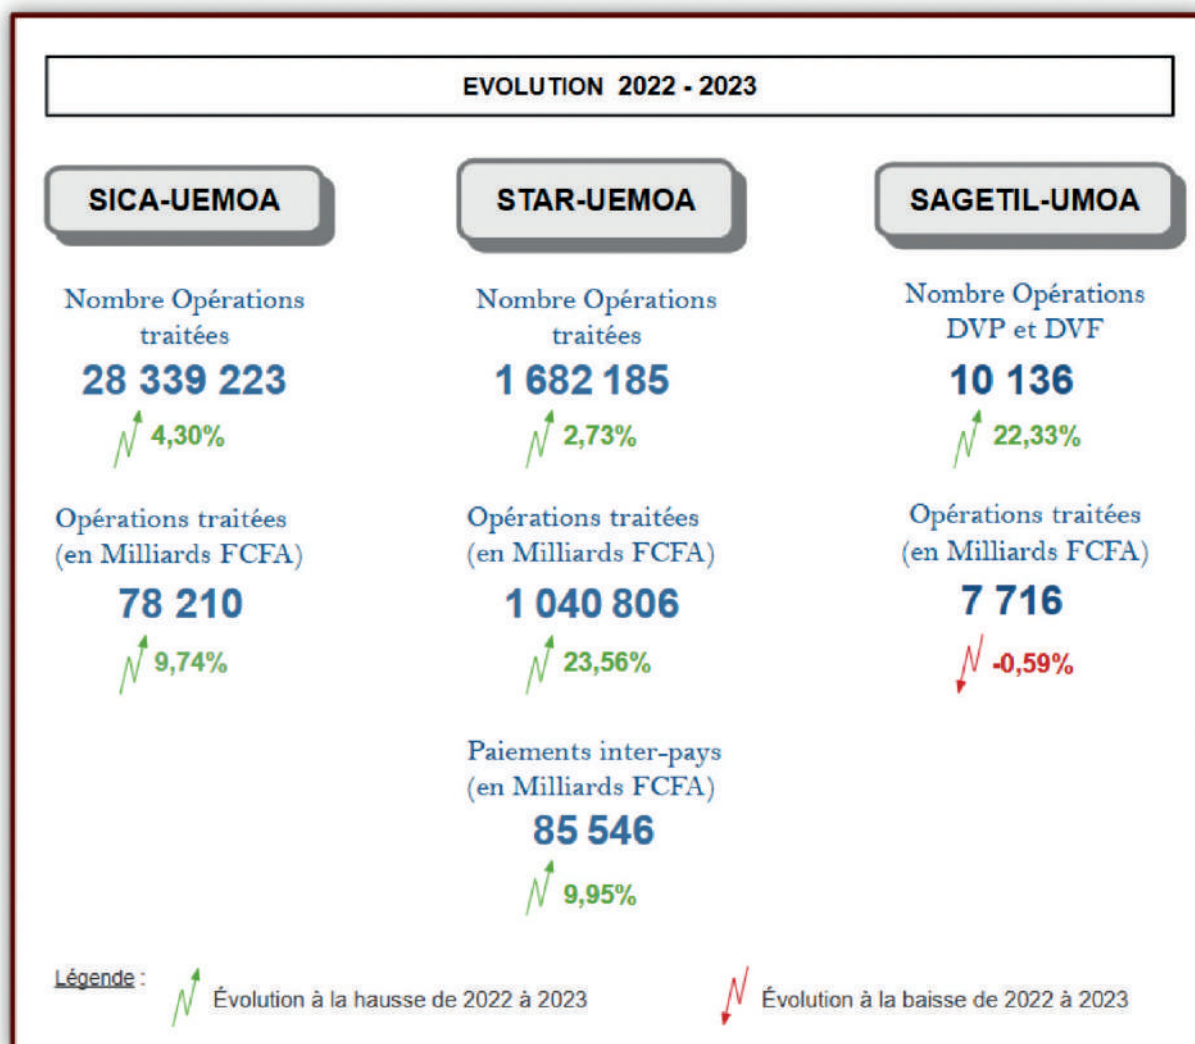 EVOLUTION 2022 - 2023
SICA-UEMOA
Nombre Opérations
traitées
28 339 223
4,30%
Opérations traitées
(en Milliards FCFA)
78 210
9,74%
STAR-UEMOA
Nombre Opérations
traitées
1 682 185
2,73%
Opérations traitées
(en Milliards FCFA)
1 040 806
23,56%
Paiements inter-pays
(en Milliards FCFA)
85 546
9,95%
SAGETIL-UMOA
Nombre Opérations
DVP et DVF
10 136
22,33%
Opérations traitées
(en Milliards FCFA)
7 716
-0,59%
Légende :
Évolution à la hausse de 2022 à 2023
Évolution à la baisse de 2022 à 2023